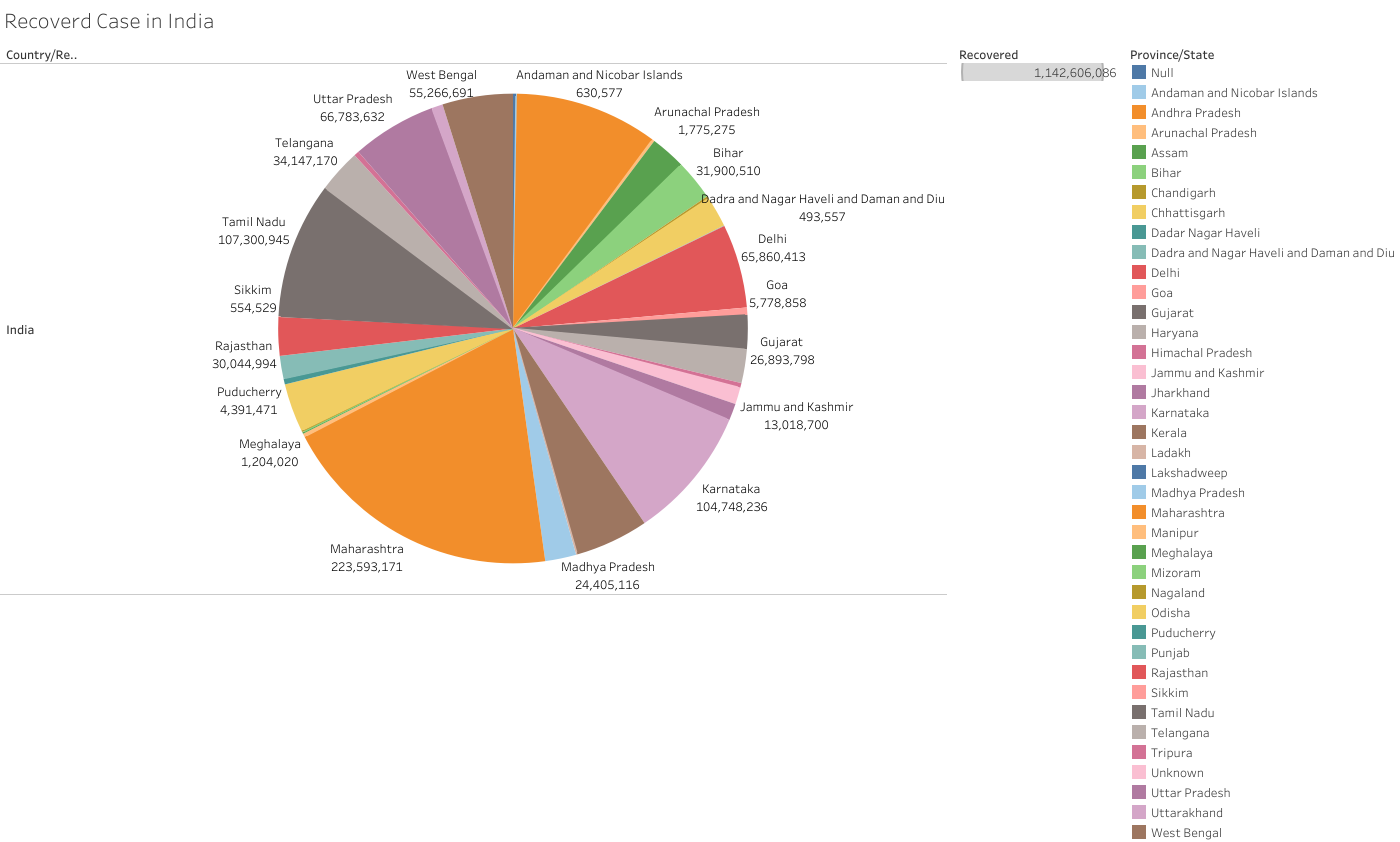 Recoverd Case in India
Country/Re..
India
West Bengal
55,266,691
Andaman and Nicobar Islands
630,577
Uttar Pradesh
66,783,632
Arunachal Pradesh
1,775,275
Telangana
34,147,170
Bihar
31,900,510
Dadra and Nagar Haveli and Daman and Diu
493,557
Tamil Nadu
107,300,945
Delhi
65,860,413
Sikkim
554,529
Goa
5,778,858
Rajasthan
30,044,994
Gujarat
26,893,798
Puducherry
4,391,471
Jammu and Kashmir
13,018,700
Meghalaya
1,204,020
Karnataka
104,748,236
Maharashtra
223,593,171
Madhya Pradesh
24,405,116
Recovered
1,142,606,086
Province/State
Null
Andaman and Nicobar Islands
Andhra Pradesh
Arunachal Pradesh
Assam
Bihar
Chandigarh
Chhattisgarh
Dadar Nagar Haveli
Dadra and Nagar Haveli and Daman and Diu
Delhi
Goa
Gujarat
Haryana
Himachal Pradesh
Jammu and Kashmir
Jharkhand
Karnataka
Kerala
Ladakh
Lakshadweep
Madhya Pradesh
Maharashtra
Manipur
Meghalaya
Mizoram
Nagaland
Odisha
Puducherry
Punjab
Rajasthan
Sikkim
Tamil Nadu
Telangana
Tripura
Unknown
Uttar Pradesh
Uttarakhand
West Bengal